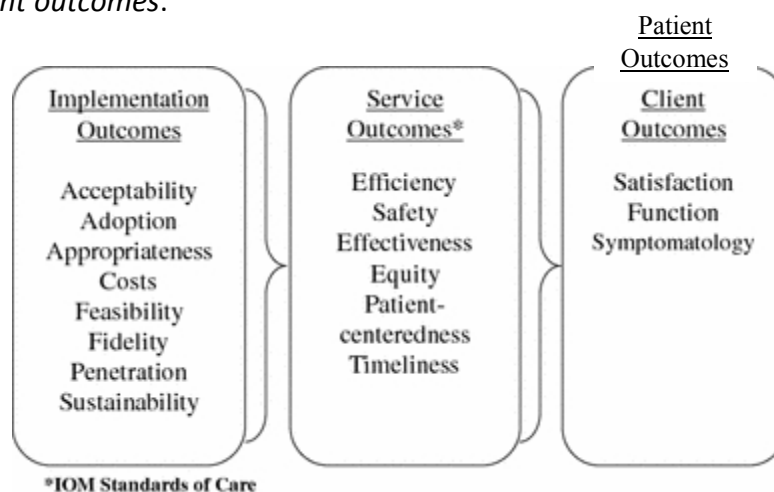 nt outcomes.
Patient
Outcomes
Implementation
Outcomes
Acceptability
Adoption
Appropriateness
Costs
Feasibility
Fidelity
Penetration
Sustainability
Service
Outcomes*
Efficiency
Safety
Effectiveness
Equity
Patient-
centeredness
Timeliness
Client
Outcomes
Satisfaction
Function
Symptomatology
*IOM Standards of Care